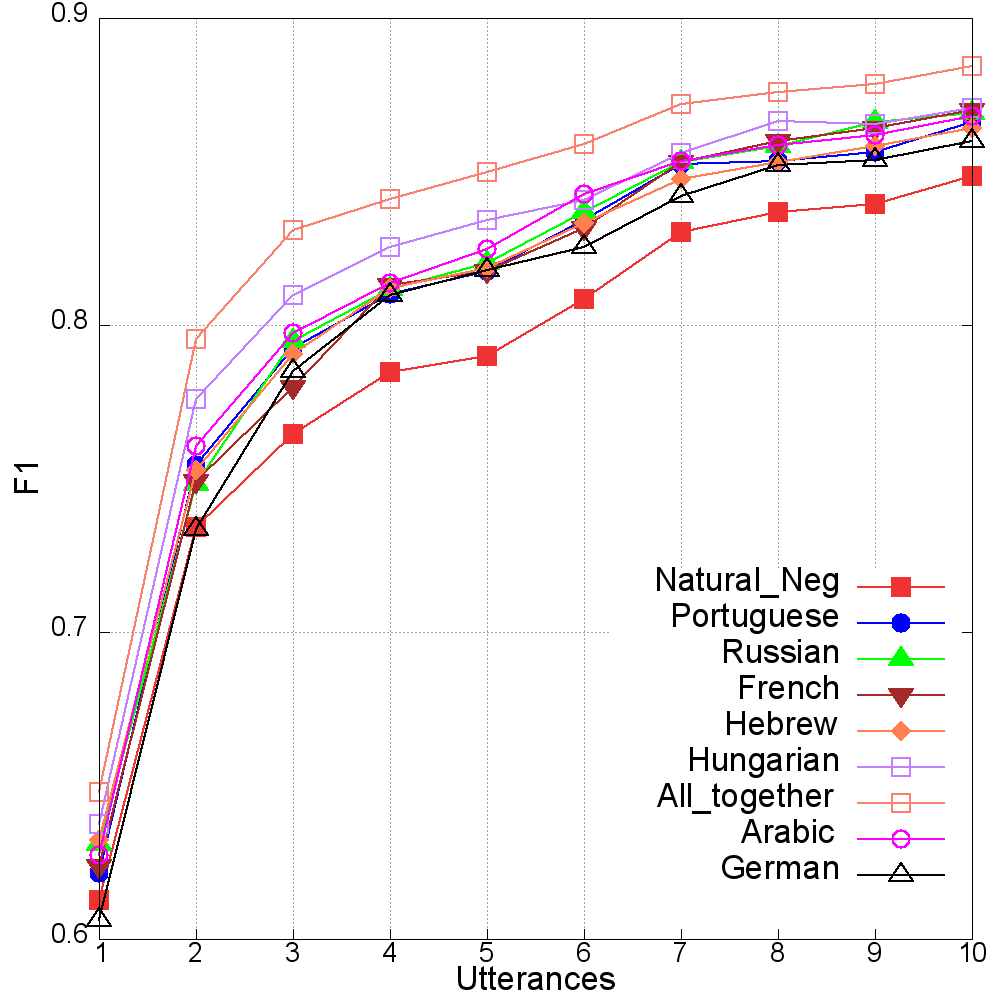 0.9
0.8
0.7
0.6
F1
Natural_Neg
Portuguese
Russian
French
Hebrew
Hungarian
All_together
Arabic
German
1 2 3 4 5 6 7 8 9 10
Utterances